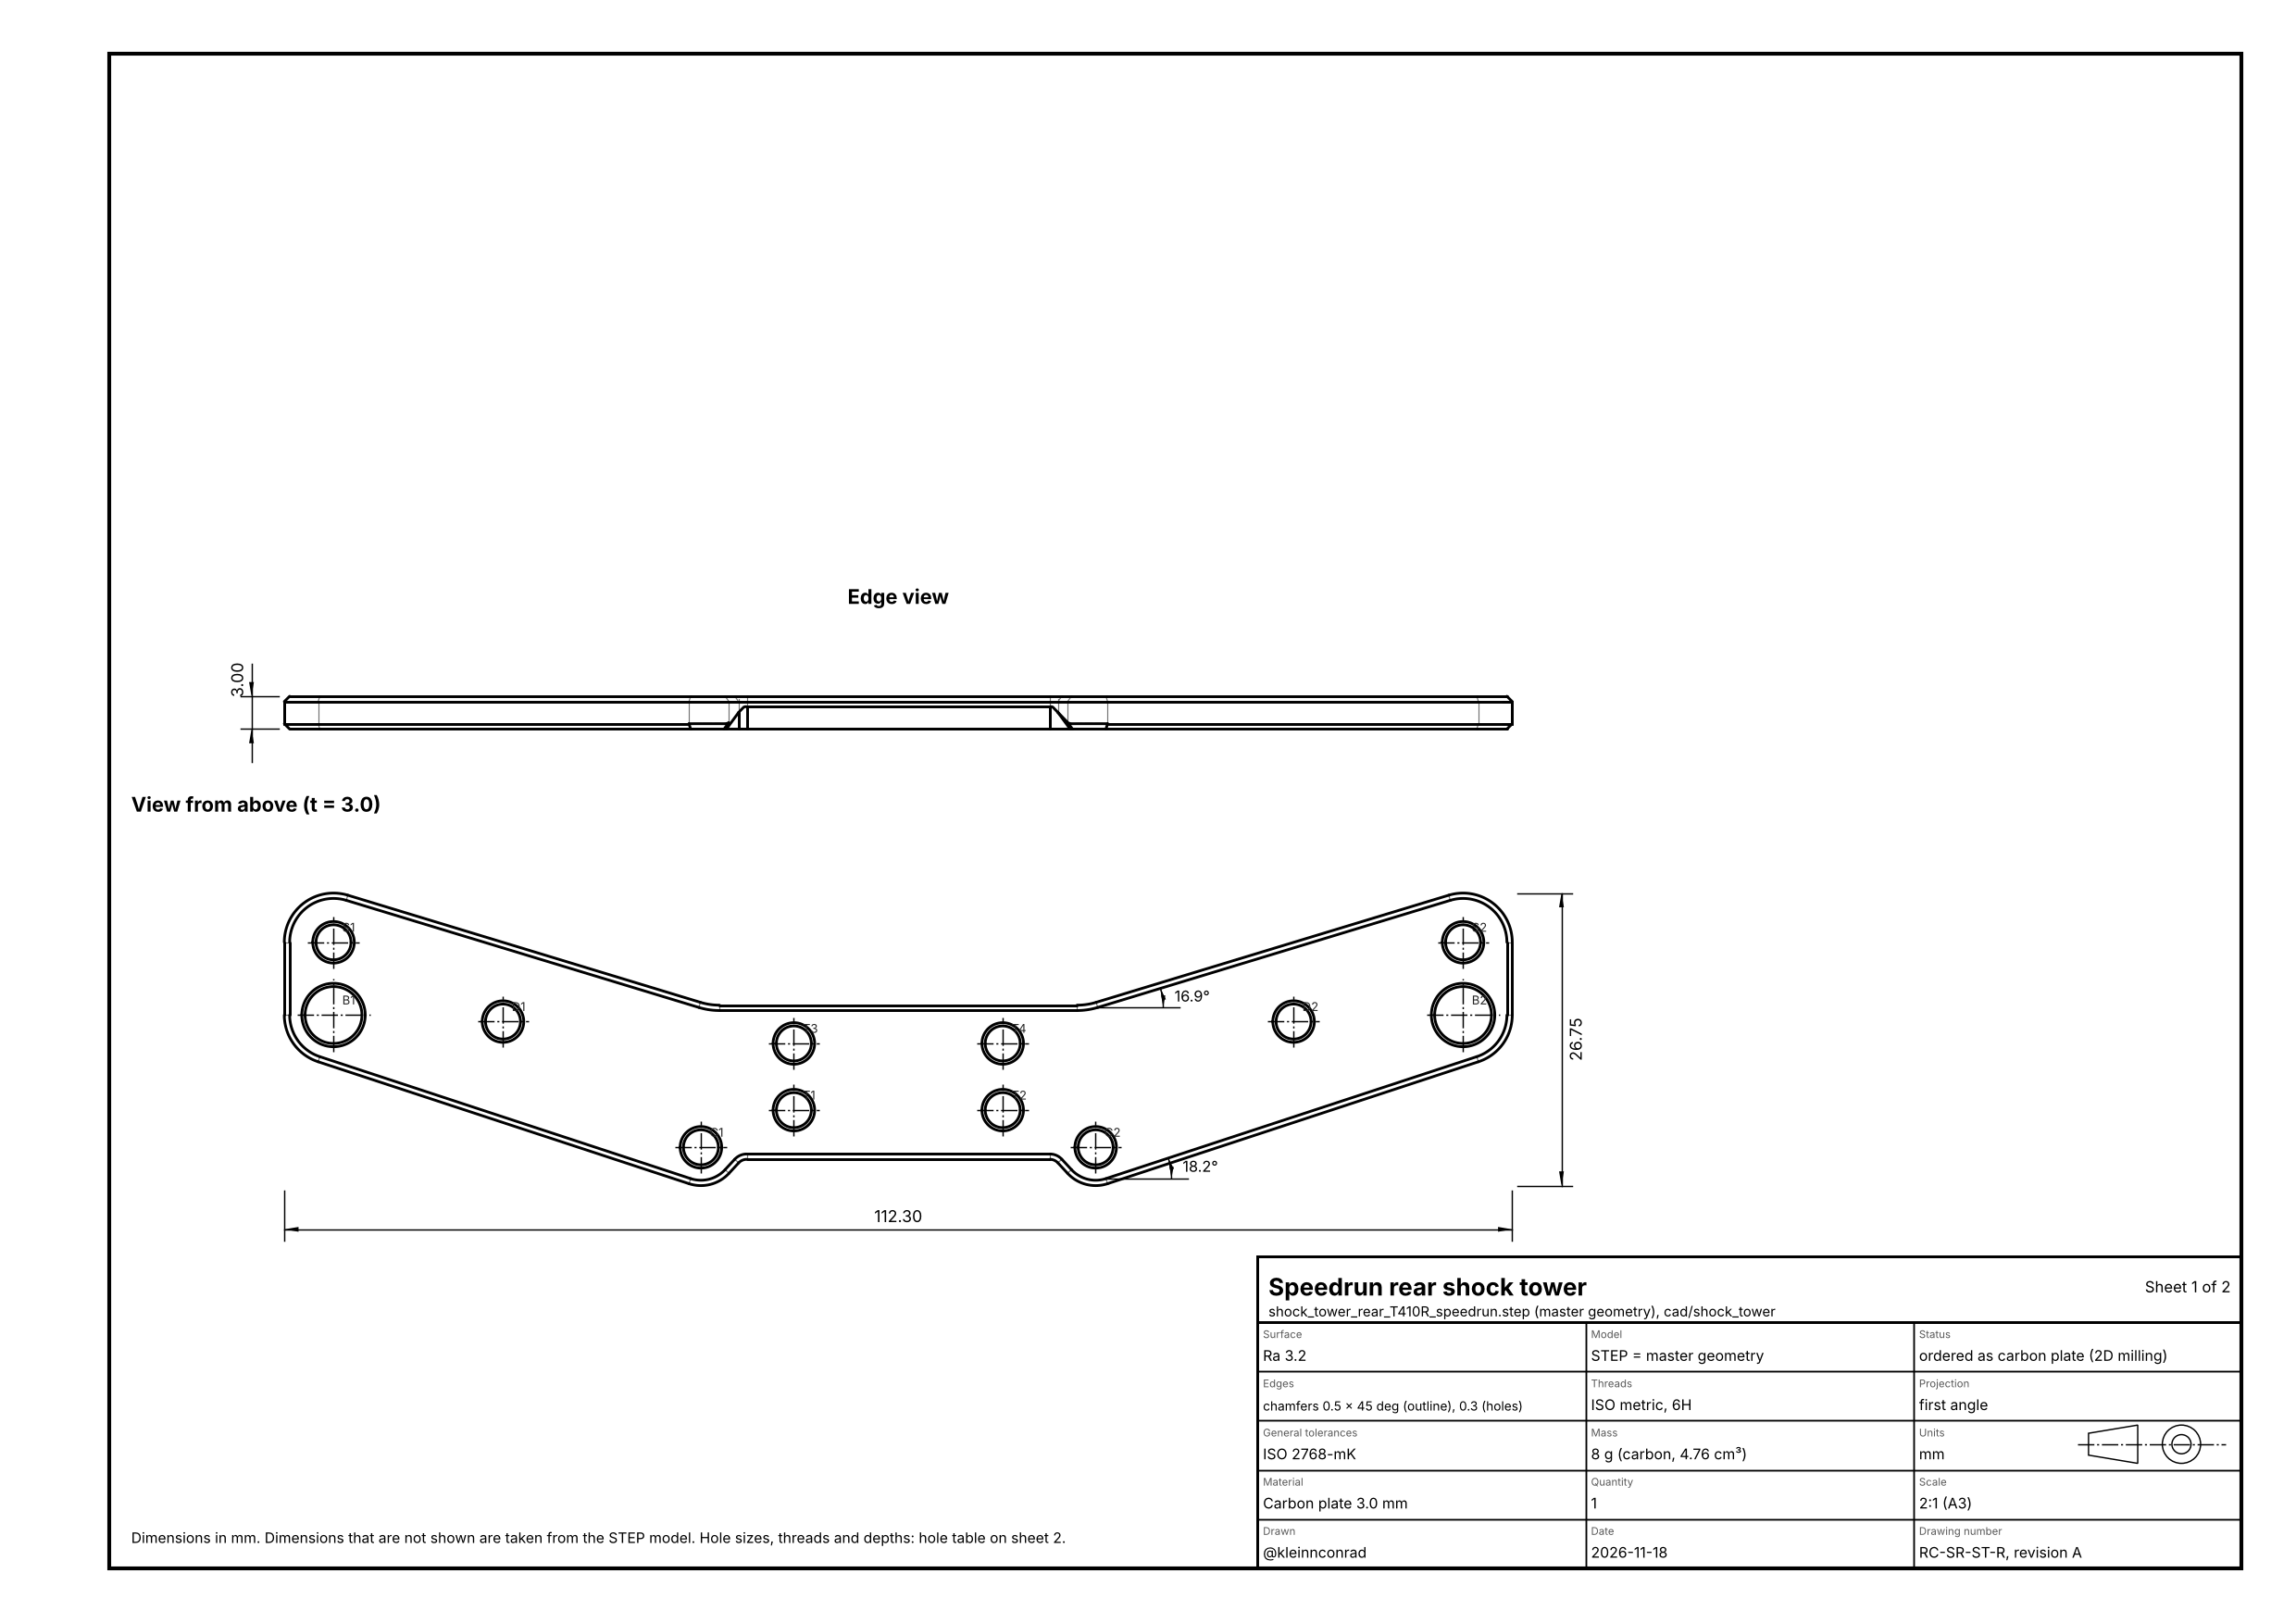 Edge view
3.00
View from above (t = 3.0)
B1
B2
16.9°
26.75
18.2°
112.30
Speedrun rear shock tower
Sheet 1 of 2
shock_tower_rear_T410R_speedrun.step (master geometry), cad/shock_tower
Surface
Ra 3.2
Model
STEP = master geometry
Status
ordered as carbon plate (2D milling)
Edges
chamfers 0.5 × 45 deg (outline), 0.3 (holes)
Threads
ISO metric, 6H
Projection
first angle
General tolerances
ISO 2768-mK
Mass
8 g (carbon, 4.76 cm³)
Units
mm
Material
Carbon plate 3.0 mm
Quantity
1
Scale
2:1 (A3)
Drawn
@kleinnconrad
Date
2026-11-18
Drawing number
RC-SR-ST-R, revision A
Dimensions in mm. Dimensions that are not shown are taken from the STEP model. Hole sizes, threads and depths: hole table on sheet 2.